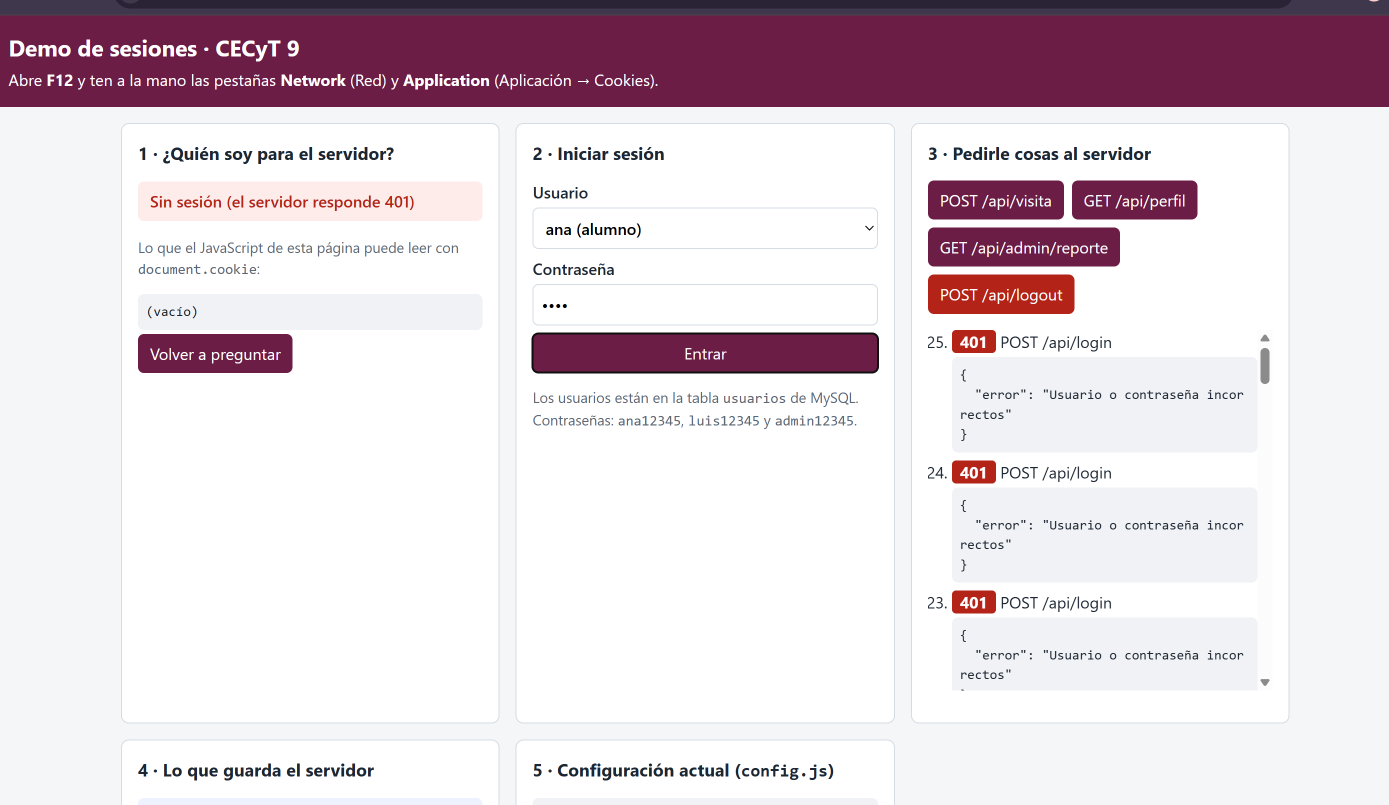 Demo de sesiones · CECyT 9
Abre F12 y ten a la mano las pestañas Network (Red) y Application (Aplicación → Cookies).
1 · ¿Quién soy para el servidor?
Sin sesión (el servidor responde 401)
Lo que el JavaScript de esta página puede leer con
document.cookie:
(vacío)
Volver a preguntar
2 · Iniciar sesión
Usuario
ana (alumno)
Contraseña
••••
Entrar
Los usuarios están en la tabla usuarios de MySQL.
Contraseñas: ana12345, luis12345 y admin12345.
3 · Pedirle cosas al servidor
POST /api/visita
GET /api/perfil
GET /api/admin/reporte
POST /api/logout
25. 401 POST /api/login
{
"error": "Usuario o contraseña incor
rectos"
}
24. 401 POST /api/login
{
"error": "Usuario o contraseña incor
rectos"
}
23. 401 POST /api/login
{
"error": "Usuario o contraseña incor
rectos"
4 · Lo que guarda el servidor
5 · Configuración actual (config.js)